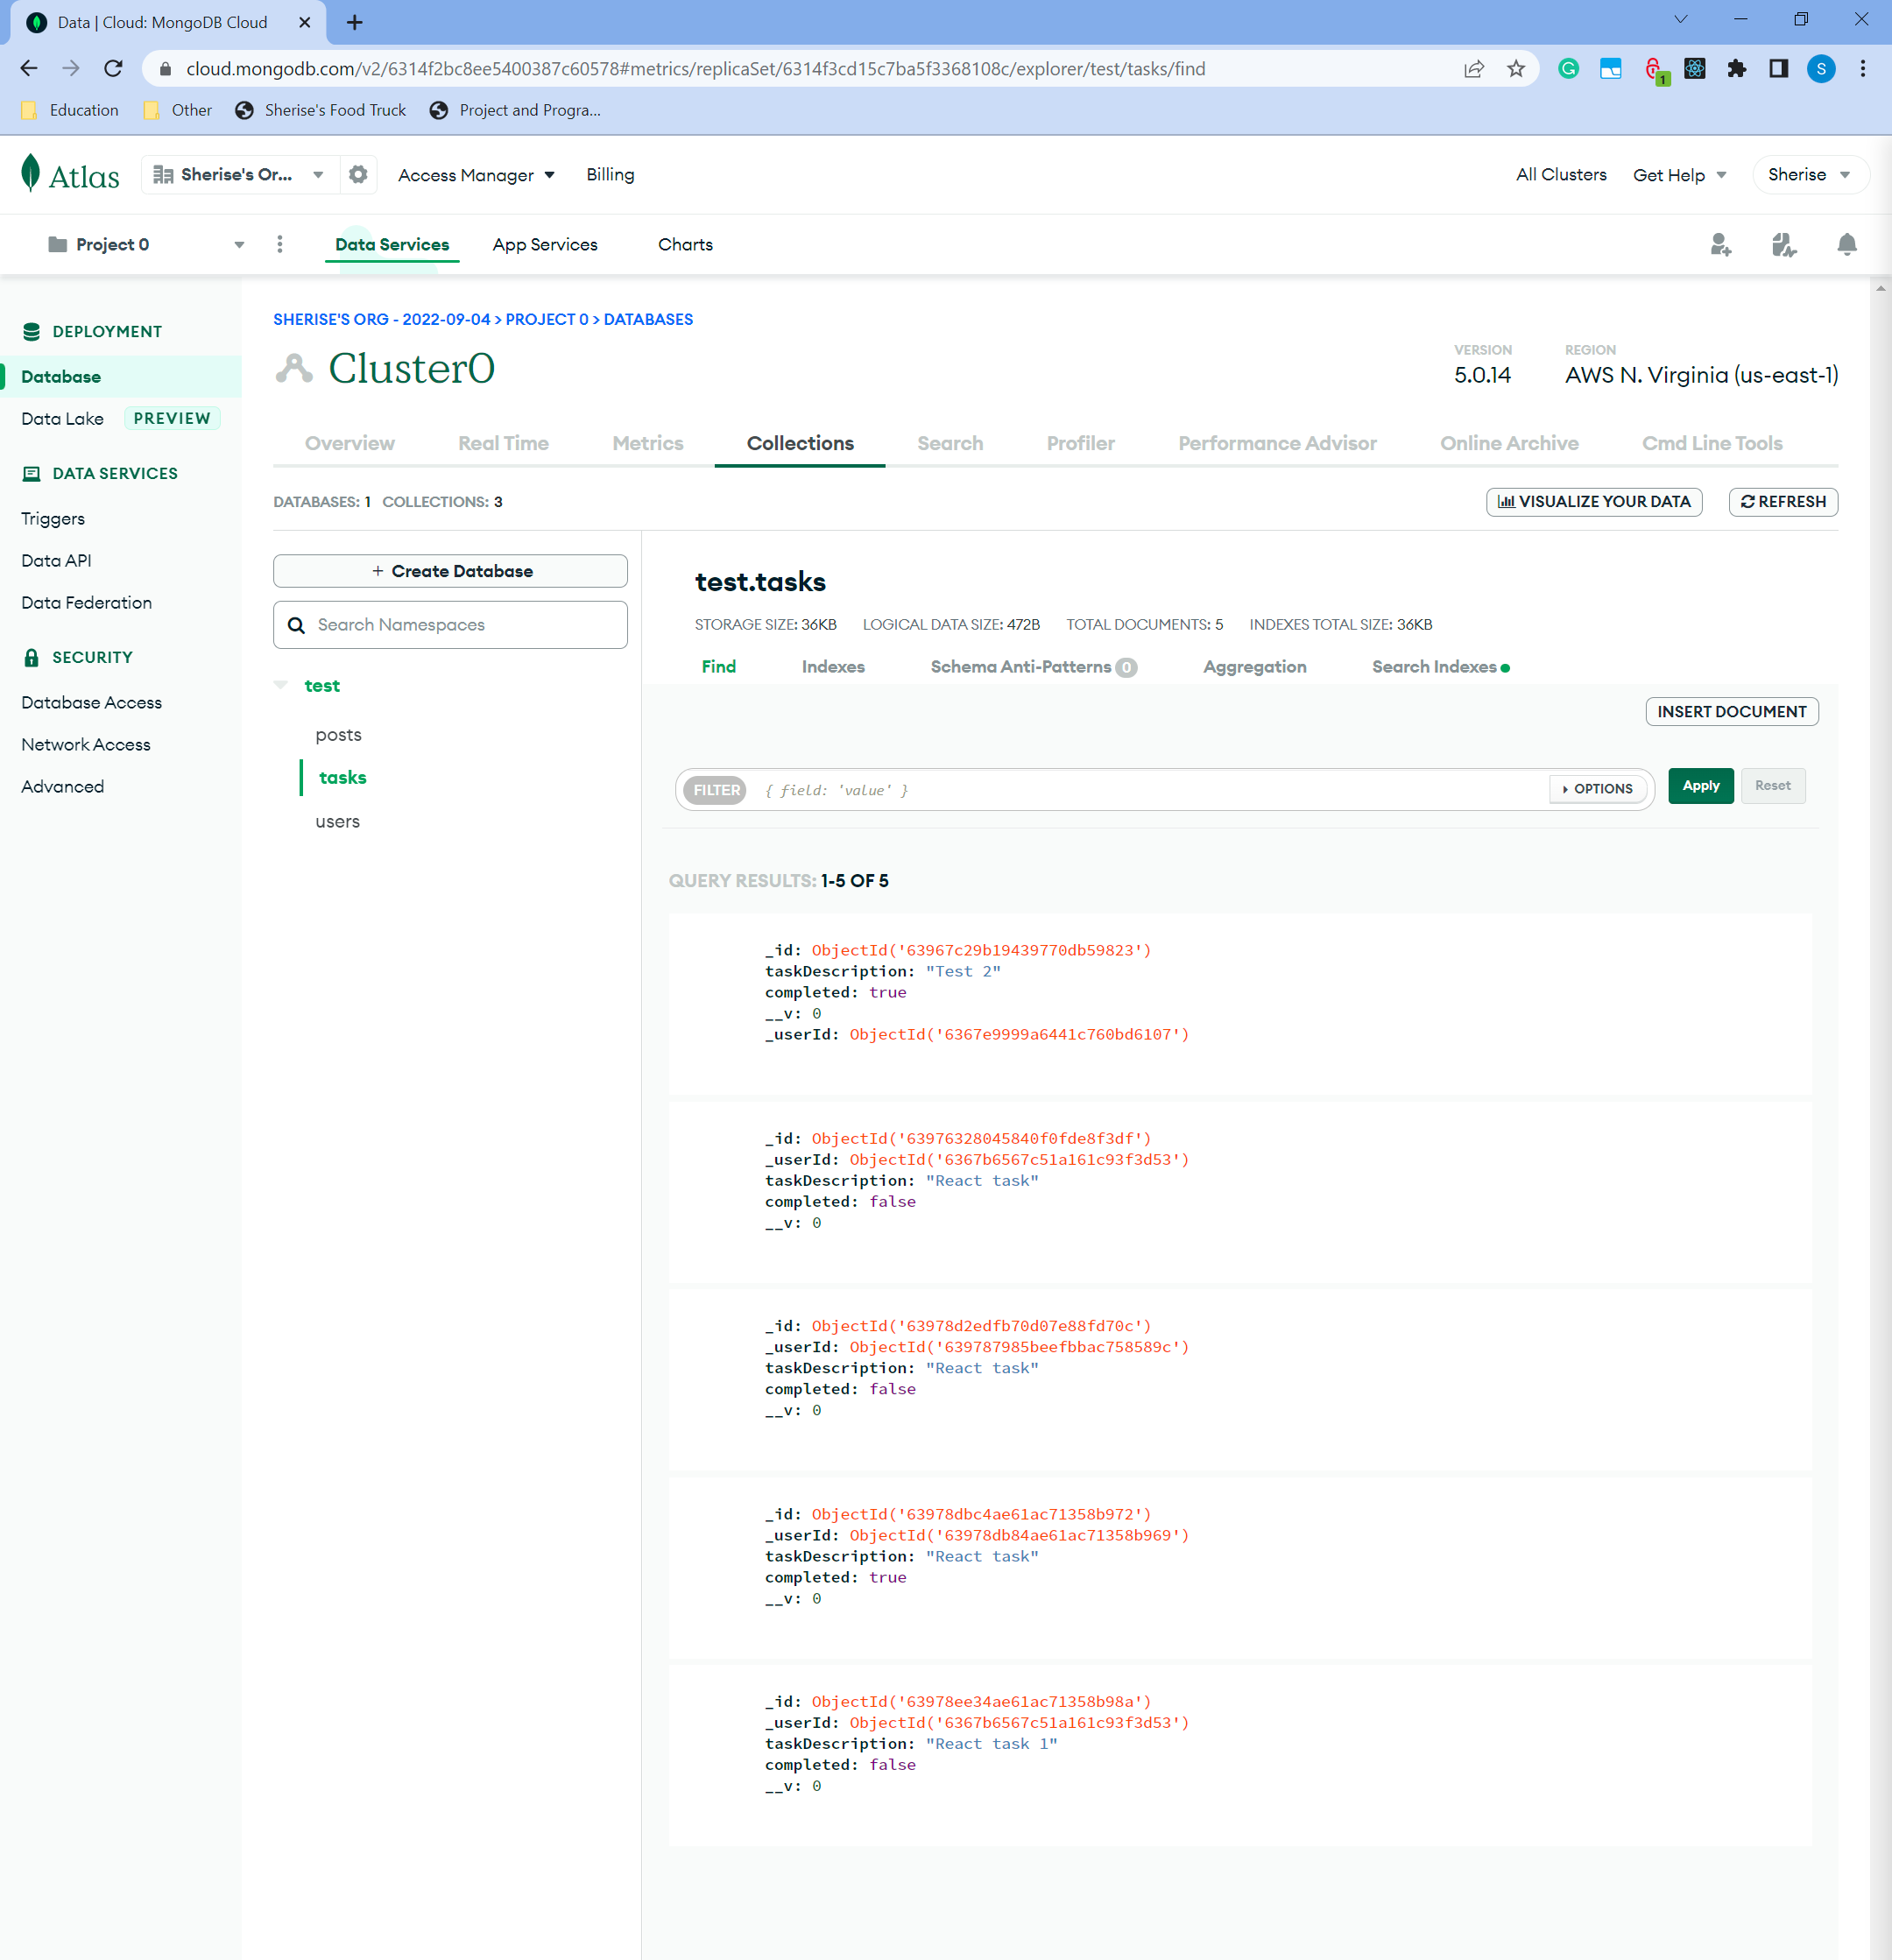 Data | Cloud: MongoDB Cloud
cloud.mongodb.com/v2/6314f2bc8ee5400387c60578#metrics/replicaSet/6314f3cd15c7ba5f3368108c/explorer/test/tasks/find
G
1
S
Education
Other
Sherise's Food Truck
Project and Progra...
Atlas
Sherise's Or...
Access Manager
Billing
All Clusters
Get Help
Sherise
Project 0
Data Services
App Services
Charts
DEPLOYMENT
Database
Data Lake PREVIEW
DATA SERVICES
Triggers
Data API
Data Federation
SECURITY
Database Access
Network Access
Advanced
SHERISE'S ORG - 2022-09-04 > PROJECT 0 > DATABASES
Cluster0
VERSION
5.0.14
REGION
AWS N. Virginia (us-east-1)
Overview
Real Time
Metrics
Collections
Search
Profiler
Performance Advisor
Online Archive
Cmd Line Tools
DATABASES: 1 COLLECTIONS: 3
VISUALIZE YOUR DATA
REFRESH
+ Create Database
Search Namespaces
test
posts
tasks
users
test.tasks
STORAGE SIZE: 36KB LOGICAL DATA SIZE: 472B TOTAL DOCUMENTS: 5 INDEXES TOTAL SIZE: 36KB
Find
Indexes
Schema Anti-Patterns 0
Aggregation
Search Indexes
INSERT DOCUMENT
FILTER { field: 'value' }
OPTIONS
Apply
Reset
QUERY RESULTS: 1-5 OF 5
_id: ObjectId('63967c29b19439770db59823')
taskDescription: "Test 2"
completed: true
__v: 0
_userId: ObjectId('6367e9999a6441c760bd6107')
_id: ObjectId('63976328045840f0fde8f3df')
_userId: ObjectId('6367b6567c51a161c93f3d53')
taskDescription: "React task"
completed: false
__v: 0
_id: ObjectId('63978d2edfb70d07e88fd70c')
_userId: ObjectId('639787985beefbbac758589c')
taskDescription: "React task"
completed: false
__v: 0
_id: ObjectId('63978dbc4ae61ac71358b972')
_userId: ObjectId('63978db84ae61ac71358b969')
taskDescription: "React task"
completed: true
__v: 0
_id: ObjectId('63978ee34ae61ac71358b98a')
_userId: ObjectId('6367b6567c51a161c93f3d53')
taskDescription: "React task 1"
completed: false
__v: 0